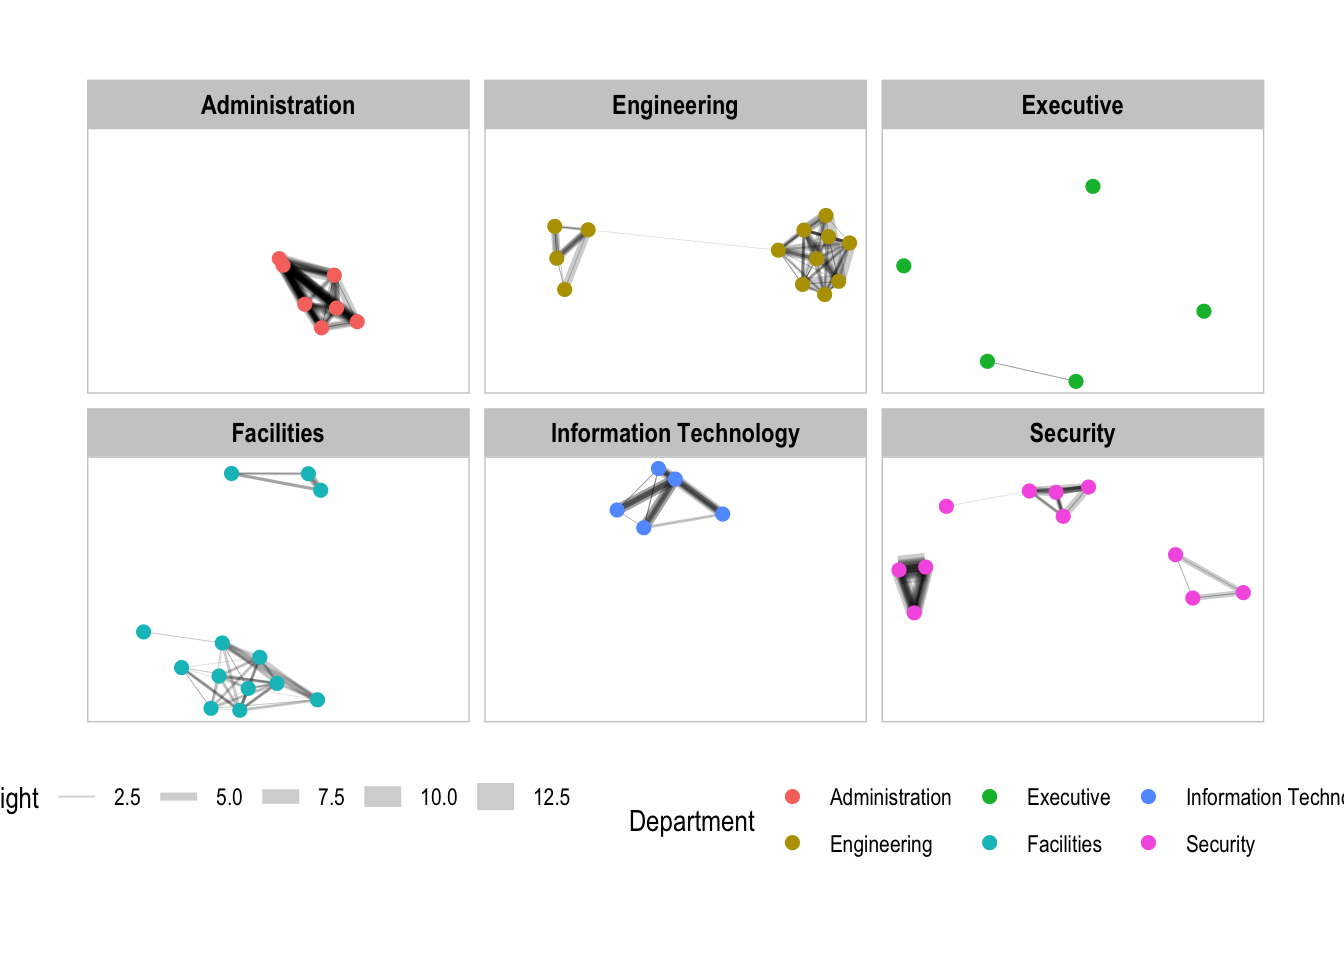 Administration
Engineering
Executive
Facilities
Information Technology
Security
ight 2.5 5.0 7.5 10.0 12.5
Department
Administration Executive Information Techno
Engineering Facilities Security